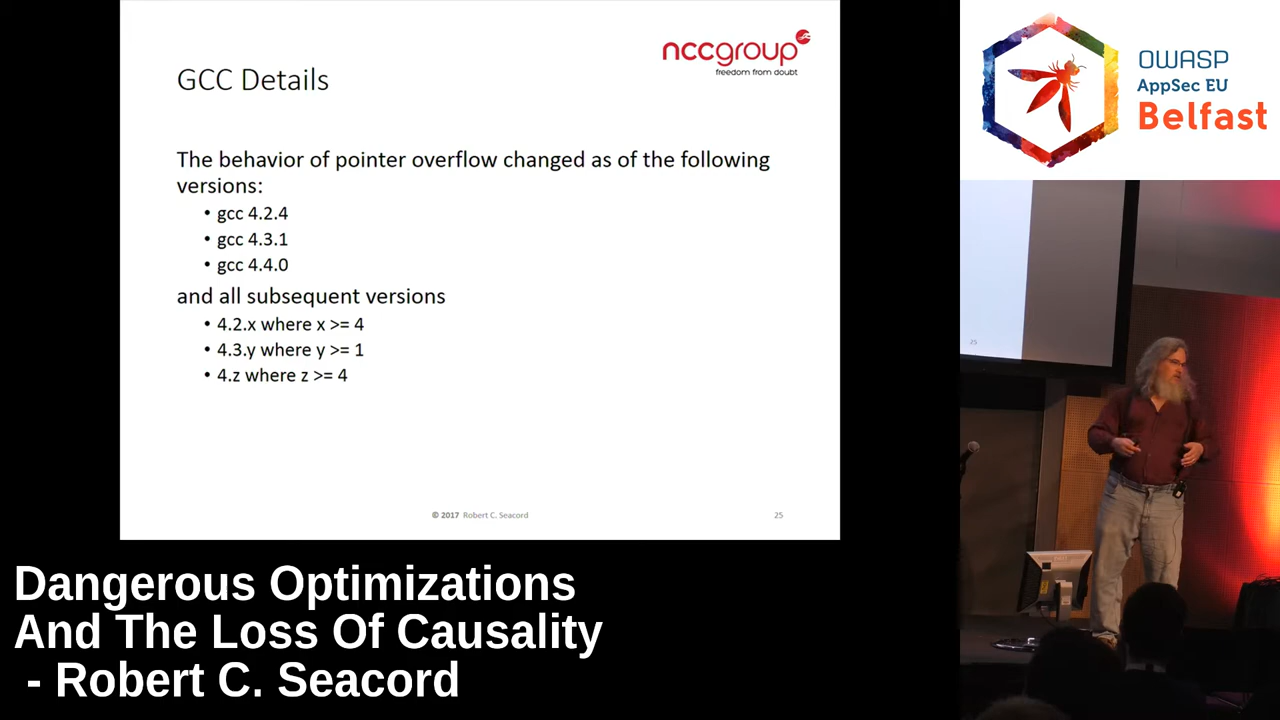 GCC Details
nccgroup
freedom from doubt
The behavior of pointer overflow changed as of the following
versions:
• gcc 4.2.4
• gcc 4.3.1
• gcc 4.4.0
and all subsequent versions
• 4.2.x where x >= 4
• 4.3.y where y >= 1
• 4.z where z >= 4
© 2017 Robert C. Seacord
25
OWASP
AppSec EU
Belfast
25
Dangerous Optimizations
And The Loss Of Causality
- Robert C. Seacord